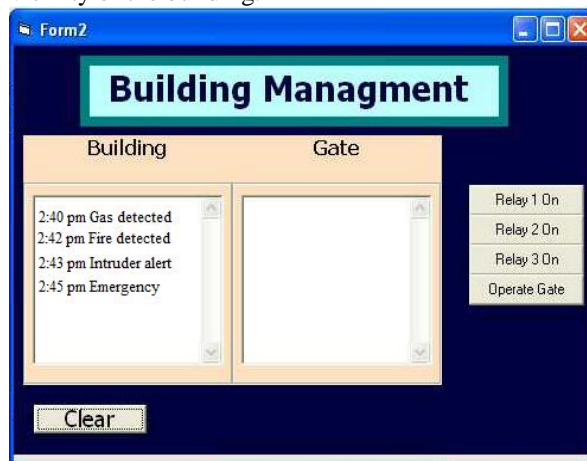 Form2
Building Managment
Building
Gate
2:40 pm Gas detected
2:42 pm Fire detected
2:43 pm Intruder alert
2:45 pm Emergency
Relay 1 On
Relay 2 On
Relay 3 On
Operate Gate
Clear